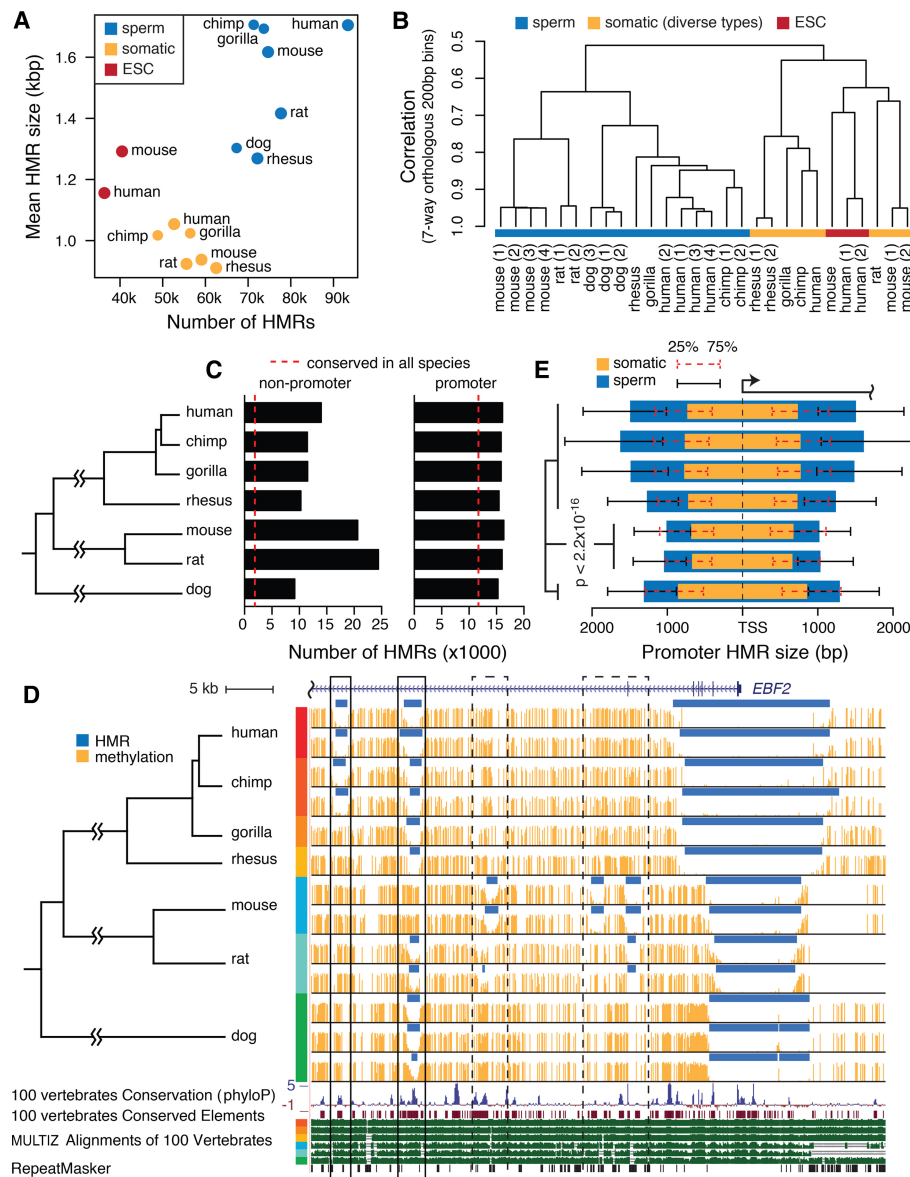 A
sperm
somatic
ESC
chimp
human
gorilla
mouse
rat
dog
rhesus
mouse
human
human
chimp
gorilla
mouse
rat
rhesus
Mean HMR size (kbp)
1.6
1.4
1.2
1.0
40k 50k 60k 70k 80k 90k
Number of HMRs
B
sperm somatic (diverse types) ESC
Correlation
(7-way orthologous 200bp bins)
0.5
0.6
0.7
0.8
0.9
1.0
mouse (1)
mouse (2)
mouse (3)
mouse (4)
rat (1)
rat (2)
dog (3)
dog (1)
dog (2)
rhesus
gorilla
human (2)
human (1)
human (3)
human (4)
chimp (1)
chimp (2)
rhesus (1)
rhesus (2)
gorilla
chimp
human
mouse
human (1)
human (2)
rat
mouse (1)
mouse (2)
C
conserved in all species
non-promoter
promoter
human
chimp
gorilla
rhesus
mouse
rat
dog
0 5 10 15 20 25
0 5 10 15 20
Number of HMRs (x1000)
E
25% 75%
somatic
sperm
p < 2.2x10⁻¹⁶
2000 1000 TSS 1000 2000
Promoter HMR size (bp)
D
5 kb
EBF2
HMR
methylation
human
chimp
gorilla
rhesus
mouse
rat
dog
5
100 vertebrates Conservation (phyloP)
-1
100 vertebrates Conserved Elements
MULTIZ Alignments of 100 Vertebrates
RepeatMasker